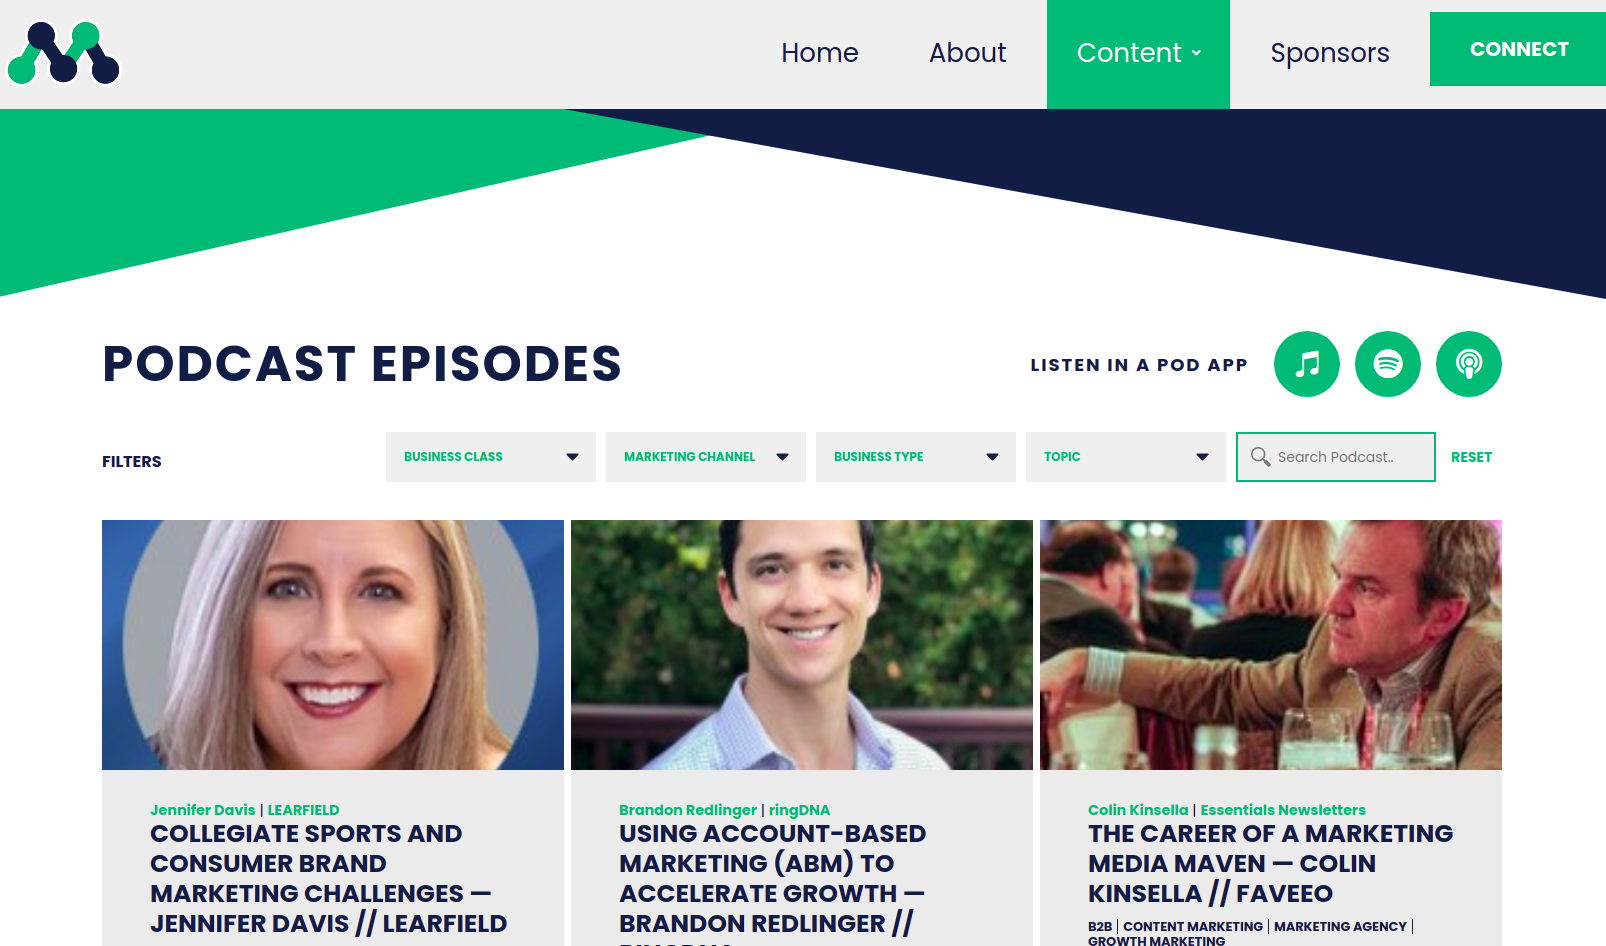 Home
About
Content
Sponsors
CONNECT
PODCAST EPISODES
LISTEN IN A POD APP
FILTERS
BUSINESS CLASS
MARKETING CHANNEL
BUSINESS TYPE
TOPIC
Search Podcast..
RESET
Jennifer Davis | LEARFIELD
COLLEGIATE SPORTS AND
CONSUMER BRAND
MARKETING CHALLENGES —
JENNIFER DAVIS // LEARFIELD
Brandon Redlinger | ringDNA
USING ACCOUNT-BASED
MARKETING (ABM) TO
ACCELERATE GROWTH —
BRANDON REDLINGER //
Colin Kinsella | Essentials Newsletters
THE CAREER OF A MARKETING
MEDIA MAVEN — COLIN
KINSELLA // FAVEEO
B2B | CONTENT MARKETING | MARKETING AGENCY |
GROWTH MARKETING